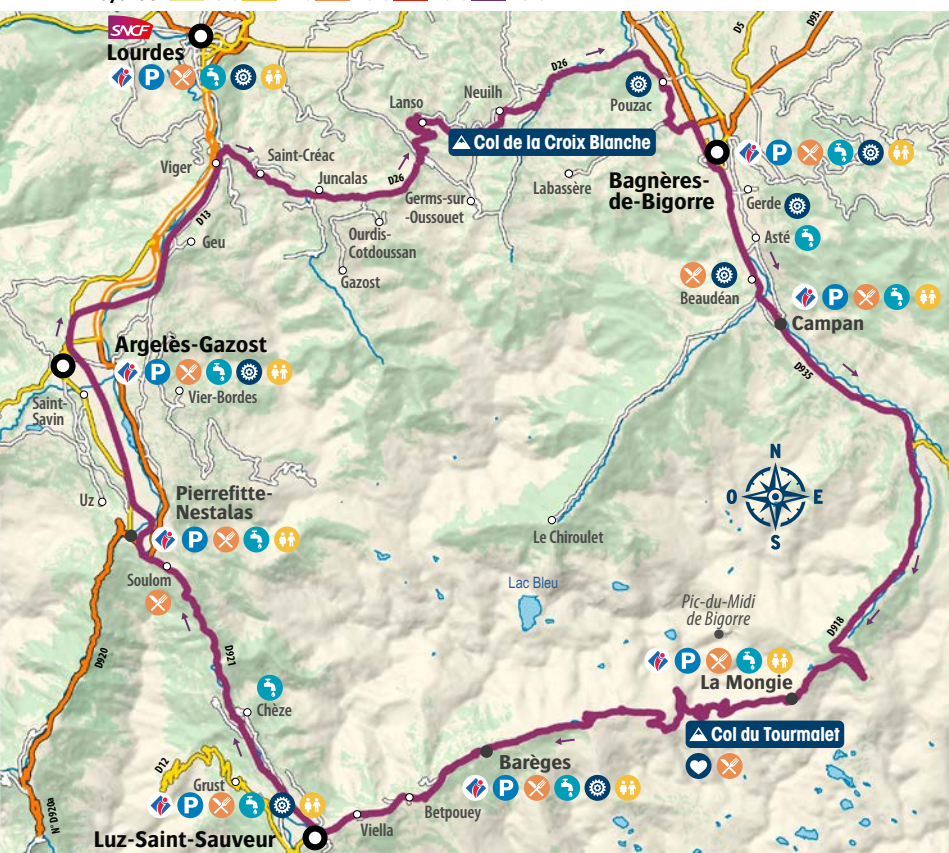 SNCF
Lourdes
P
D26
D5
Neuilh
Lanso
Pouzac
Col de la Croix Blanche
Viger
Saint-Créac
Juncalas
D26
Labassère
P
Bagnères-
de-Bigorre
Germs-sur
-Oussouet
Gerde
D13
Geu
Ourdis-
Cotdoussan
Asté
Gazost
Beaudéan
P
Campan
Argelès-Gazost
P
D935
Saint-
Savin
Vier-Bordes
N
O
E
S
Uz
Pierrefitte-
Nestalas
P
Le Chiroulet
Soulom
Lac Bleu
Pic-du-Midi
de Bigorre
D918
D920
D921
P
La Mongie
Chèze
Col du Tourmalet
D12
Grust
Barèges
P
P
Betpouey
Viella
Luz-Saint-Sauveur
N°D920a